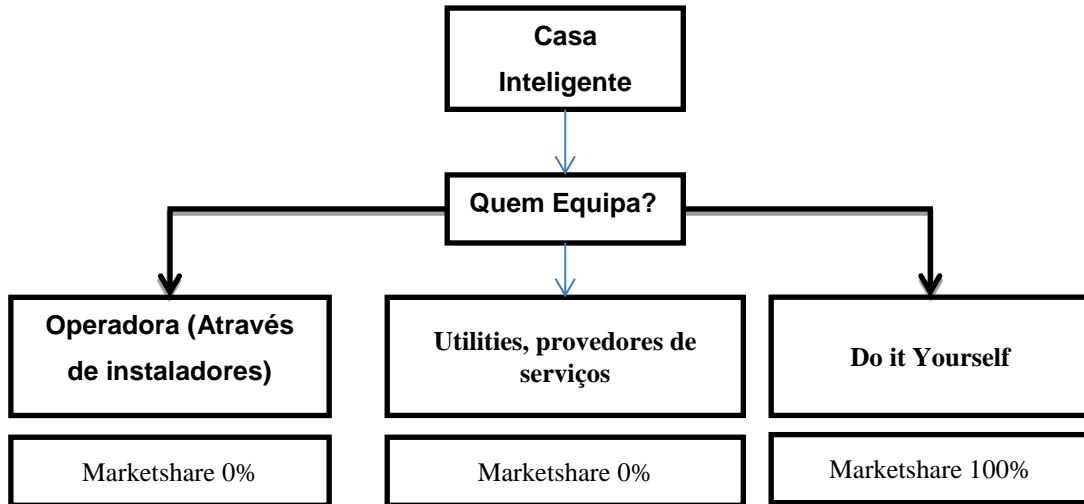 Casa
Inteligente
Quem Equipa?
Operadora (Através
de instaladores)
Utilities, provedores de
serviços
Do it Yourself
Marketshare 0%
Marketshare 0%
Marketshare 100%